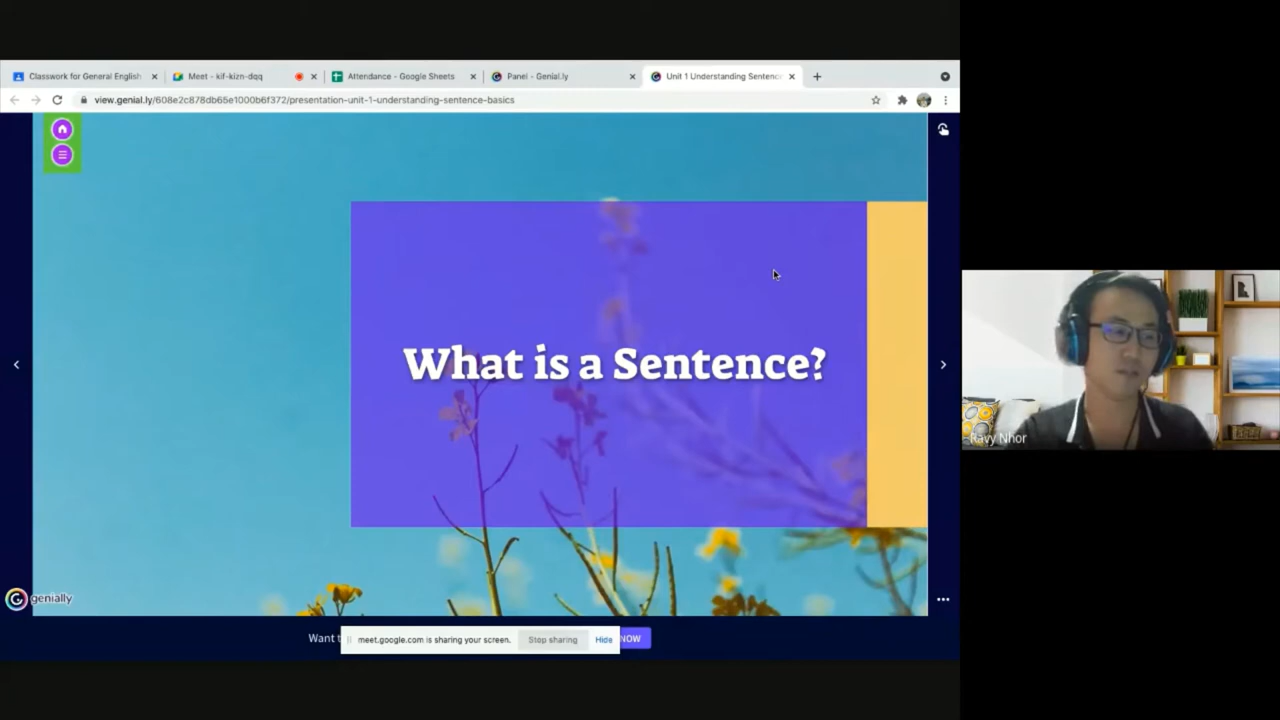 Classwork for General English
Meet - kif-kizn-dqq
Attendance - Google Sheets
Panel - Genial.ly
Unit 1 Understanding Sentenc
view.genial.ly/608e2c878db65e1000b6f372/presentation-unit-1-understanding-sentence-basics
What is a Sentence?
Ravy Nhor
genially
Want
meet.google.com is sharing your screen.
Stop sharing
Hide
NOW